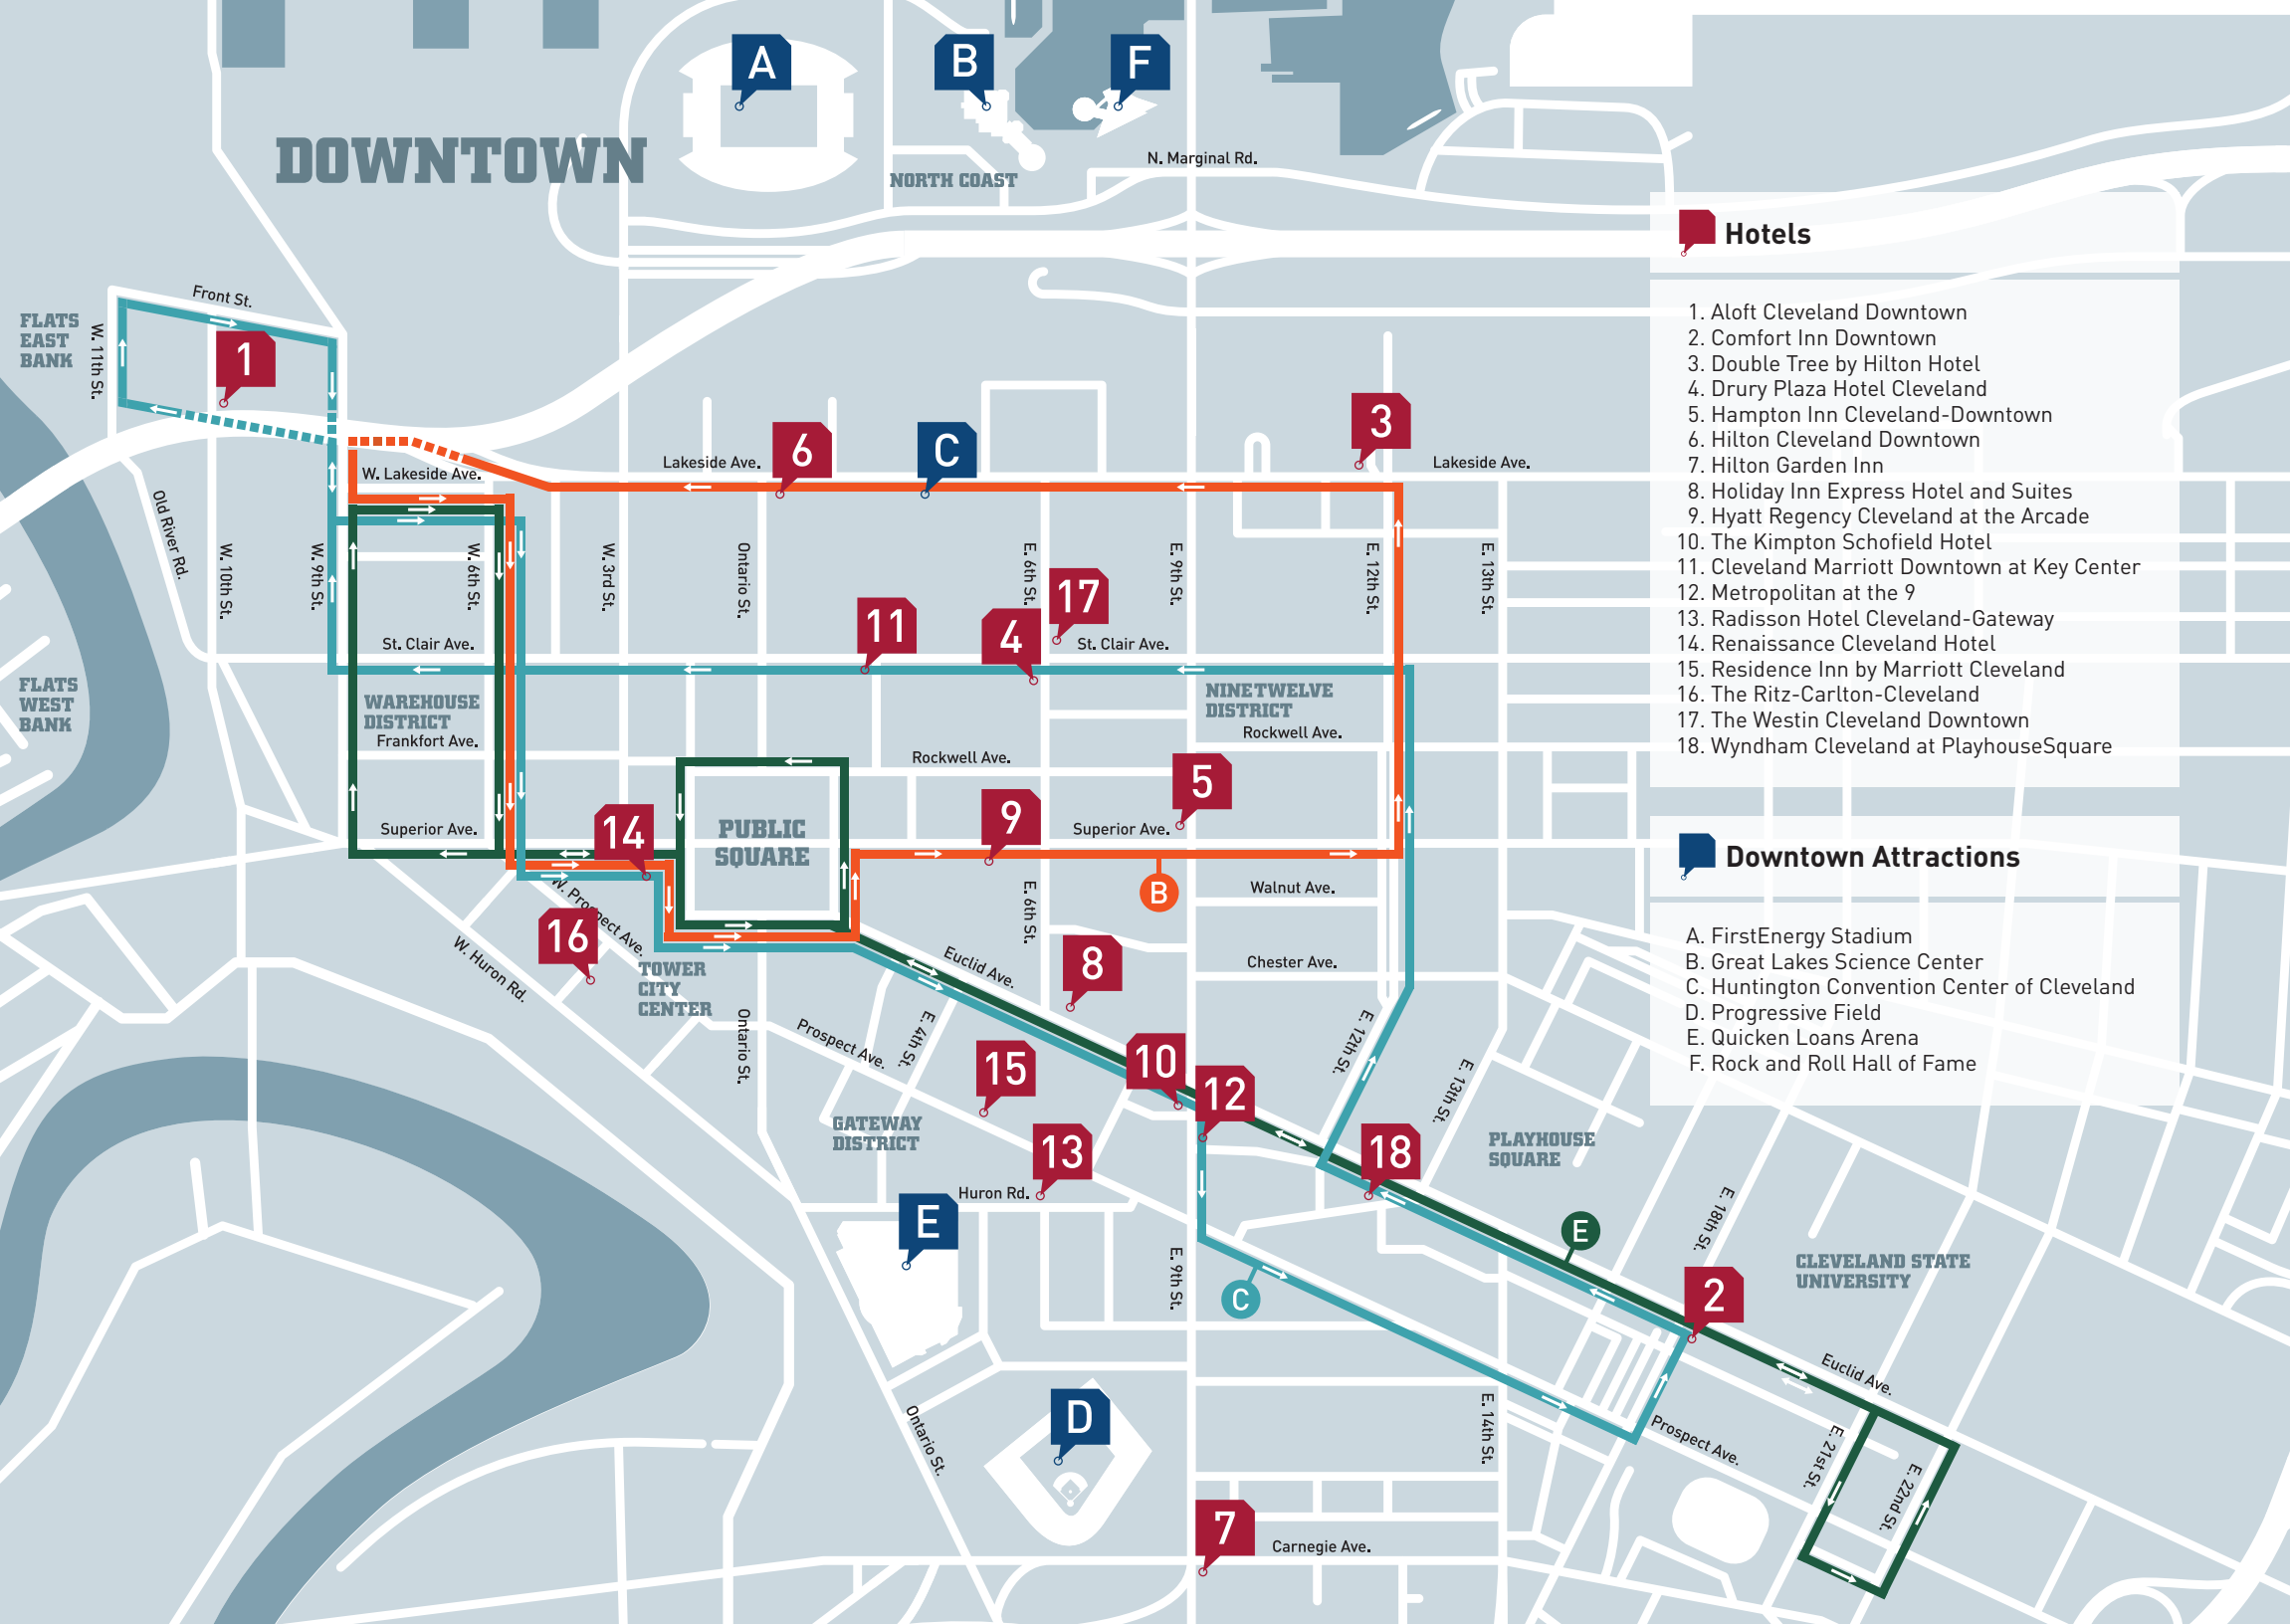 A
B
F
DOWNTOWN
N. Marginal Rd.
NORTH COAST
Hotels
1. Aloft Cleveland Downtown
2. Comfort Inn Downtown
3. Double Tree by Hilton Hotel
4. Drury Plaza Hotel Cleveland
5. Hampton Inn Cleveland-Downtown
6. Hilton Cleveland Downtown
7. Hilton Garden Inn
8. Holiday Inn Express Hotel and Suites
9. Hyatt Regency Cleveland at the Arcade
10. The Kimpton Schofield Hotel
11. Cleveland Marriott Downtown at Key Center
12. Metropolitan at the 9
13. Radisson Hotel Cleveland-Gateway
14. Renaissance Cleveland Hotel
15. Residence Inn by Marriott Cleveland
16. The Ritz-Carlton-Cleveland
17. The Westin Cleveland Downtown
18. Wyndham Cleveland at PlayhouseSquare
Downtown Attractions
A. FirstEnergy Stadium
B. Great Lakes Science Center
C. Huntington Convention Center of Cleveland
D. Progressive Field
E. Quicken Loans Arena
F. Rock and Roll Hall of Fame
Front St.
FLATS
EAST
BANK
W. 11th St.
1
3
6
C
W. Lakeside Ave.
Lakeside Ave.
Lakeside Ave.
Old River Rd.
W. 10th St.
W. 9th St.
W. 6th St.
W. 3rd St.
Ontario St.
E. 6th St.
E. 9th St.
E. 12th St.
E. 13th St.
17
11
4
St. Clair Ave.
St. Clair Ave.
FLATS
WEST
BANK
WAREHOUSE
DISTRICT
NINETWELVE
DISTRICT
Frankfort Ave.
Rockwell Ave.
Rockwell Ave.
5
9
14
PUBLIC
SQUARE
Superior Ave.
Superior Ave.
B
Walnut Ave.
W. Prospect Ave.
16
W. Huron Rd.
TOWER
CITY
CENTER
E. 6th St.
Euclid Ave.
8
Chester Ave.
Ontario St.
Prospect Ave.
E. 4th St.
15
10
12
E. 12th St.
E. 13th St.
GATEWAY
DISTRICT
13
18
PLAYHOUSE
SQUARE
Huron Rd.
E
E
E. 18th St.
CLEVELAND STATE
UNIVERSITY
E. 9th St.
C
2
Euclid Ave.
D
Ontario St.
E. 14th St.
Prospect Ave.
E. 21st St.
E. 22nd St.
7
Carnegie Ave.